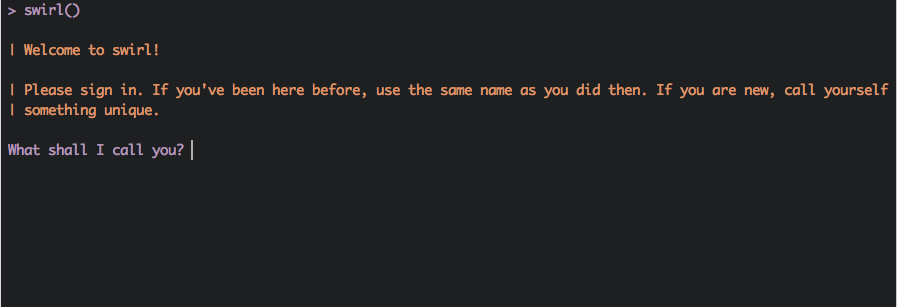 > swirl()
| Welcome to swirl!
| Please sign in. If you've been here before, use the same name as you did then. If you are new, call yourself
| something unique.
What shall I call you?